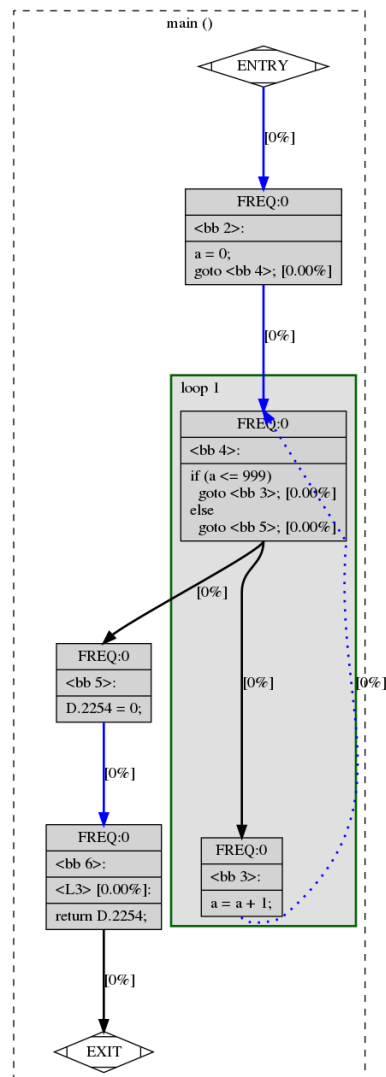 main ()
ENTRY
[0%]
FREQ:0
<bb 2>:
a = 0;
goto <bb 4>; [0.00%]
[0%]
loop 1
FREQ:0
<bb 4>:
if (a <= 999)
goto <bb 3>; [0.00%]
else
goto <bb 5>; [0.00%]
[0%]
FREQ:0
<bb 5>:
D.2254 = 0;
[0%]
[0%]
[0%]
FREQ:0
<bb 6>:
<L3> [0.00%]:
return D.2254;
FREQ:0
<bb 3>:
a = a + 1;
[0%]
EXIT